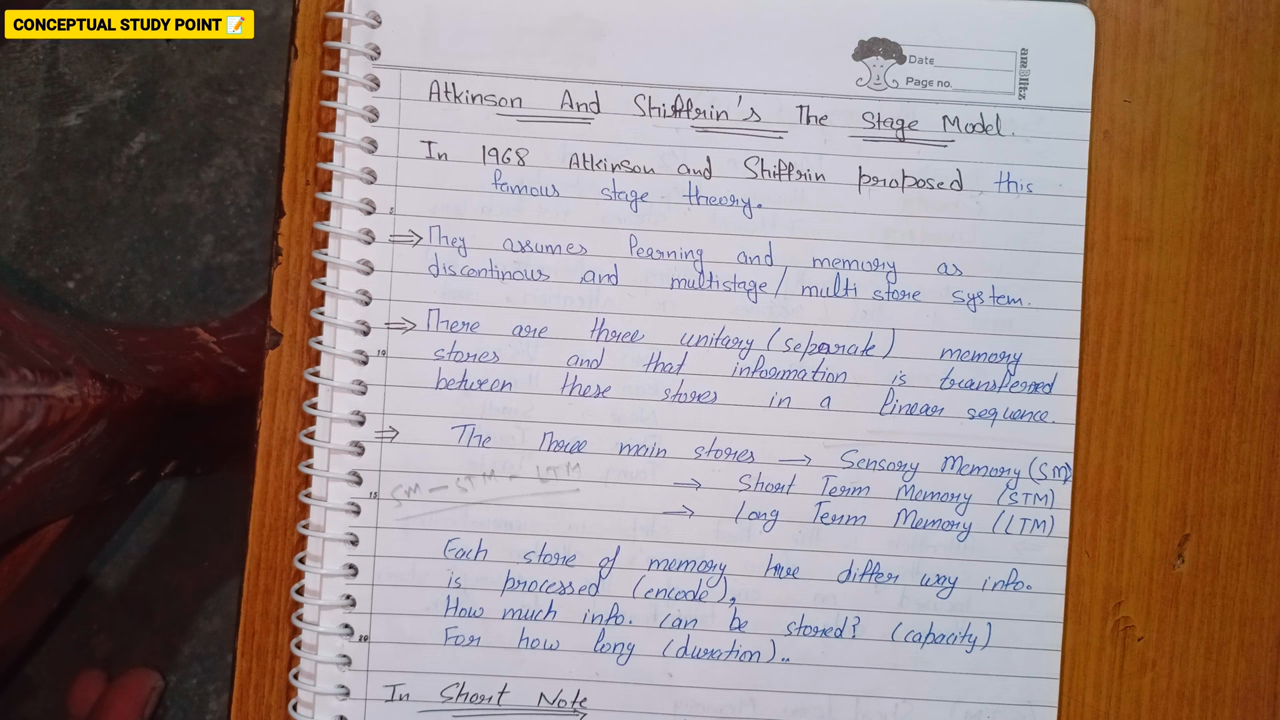 CONCEPTUAL STUDY POINT 📝
amBltz
Date
Page no.
Atkinson And Shiffrin's The Stage Model.
In 1968 Atkinson and Shiffrin proposed this
famous stage theory.
5
⇒ They assumes learning and memory as
discontinous and multistage/multi store system.
⇒ There are three unitary (separate) memory
10
stores and that information is transferred
between these stores in a linear sequence.
⇒ The Three main stores → Sensory Memory (SM)
SM - STM - LTM
→ Short Term Memory (STM)
15
→ Long Term Memory (LTM)
Each store of memory have differ way info.
is processed (encode),
How much info. can be stored? (capacity)
20
For how long (duration)..
In Short Note